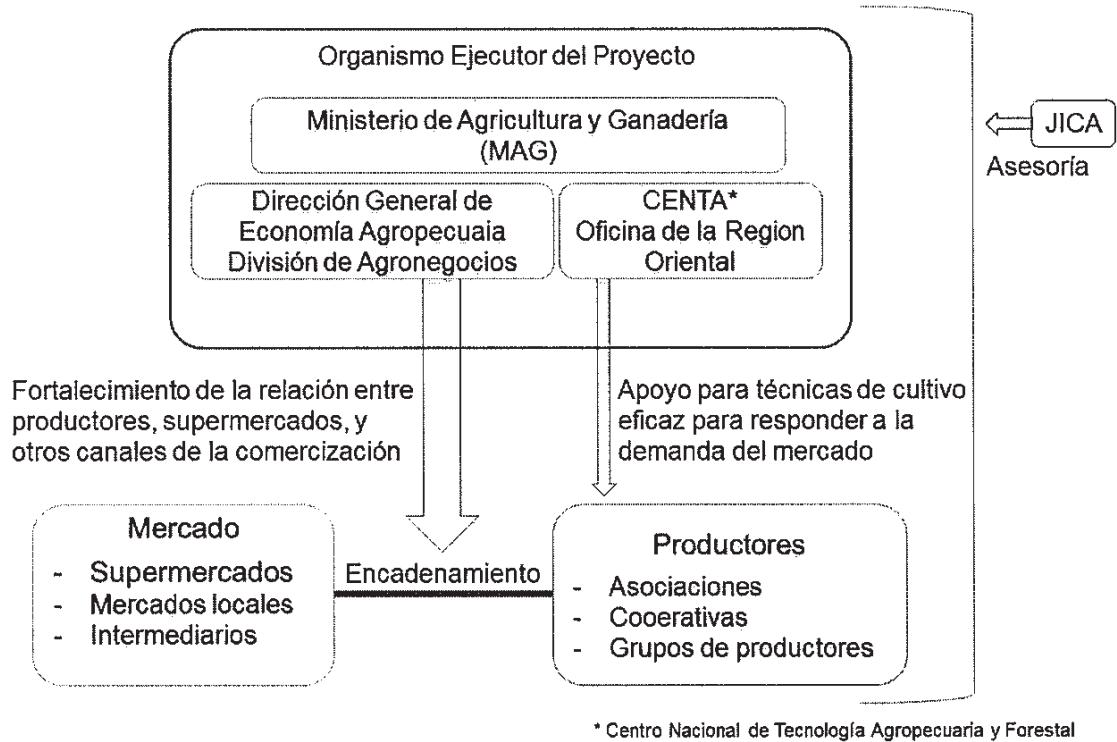 Organismo Ejecutor del Proyecto
Ministerio de Agricultura y Ganadería
(MAG)
Dirección General de
Economía Agropecuaia
División de Agronegocios
CENTA*
Oficina de la Region
Oriental
JICA
Asesoría
Fortalecimiento de la relación entre
productores, supermercados, y
otros canales de la comercización
Apoyo para técnicas de cultivo
eficaz para responder a la
demanda del mercado
Mercado
- Supermercados
- Mercados locales
- Intermediarios
Encadenamiento
Productores
- Asociaciones
- Cooerativas
- Grupos de productores
* Centro Nacional de Tecnología Agropecuaria y Forestal